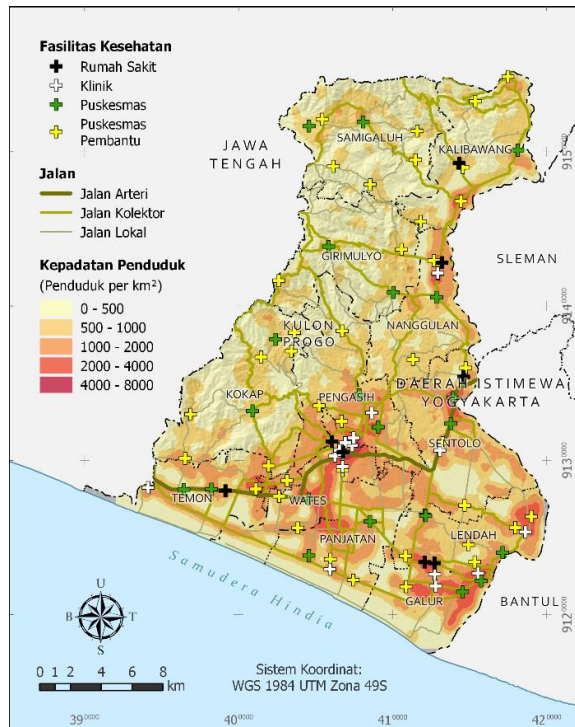 Fasilitas Kesehatan
Rumah Sakit
Klinik
Puskesmas
Puskesmas
Pembantu
Jalan
Jalan Arteri
Jalan Kolektor
Jalan Lokal
Kepadatan Penduduk
(Penduduk per km²)
0 - 500
500 - 1000
1000 - 2000
2000 - 4000
4000 - 8000
JAWA
TENGAH
SAMIGALUH
KALIBAWANG
SLEMAN
GIRIMULYO
NANGGULAN
KULON
PROGO
DAERAH ISTIMEWA
YOGYAKARTA
KOKAP
PENGASIH
SENTOLO
TEMON
WATES
PANJATAN
LENDAH
GALUR
BANTUL
Samudera Hindia
U
B
T
S
0 1 2 4 6 8
km
Sistem Koordinat:
WGS 1984 UTM Zona 49S
915⁰⁰⁰⁰
914⁰⁰⁰⁰
913⁰⁰⁰⁰
912⁰⁰⁰⁰
39⁰⁰⁰⁰
40⁰⁰⁰⁰
41⁰⁰⁰⁰
42⁰⁰⁰⁰